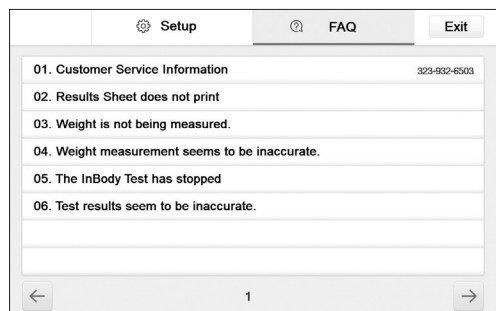 Setup
FAQ
Exit
01. Customer Service Information 323-932-6503
02. Results Sheet does not print
03. Weight is not being measured.
04. Weight measurement seems to be inaccurate.
05. The InBody Test has stopped
06. Test results seem to be inaccurate.
1